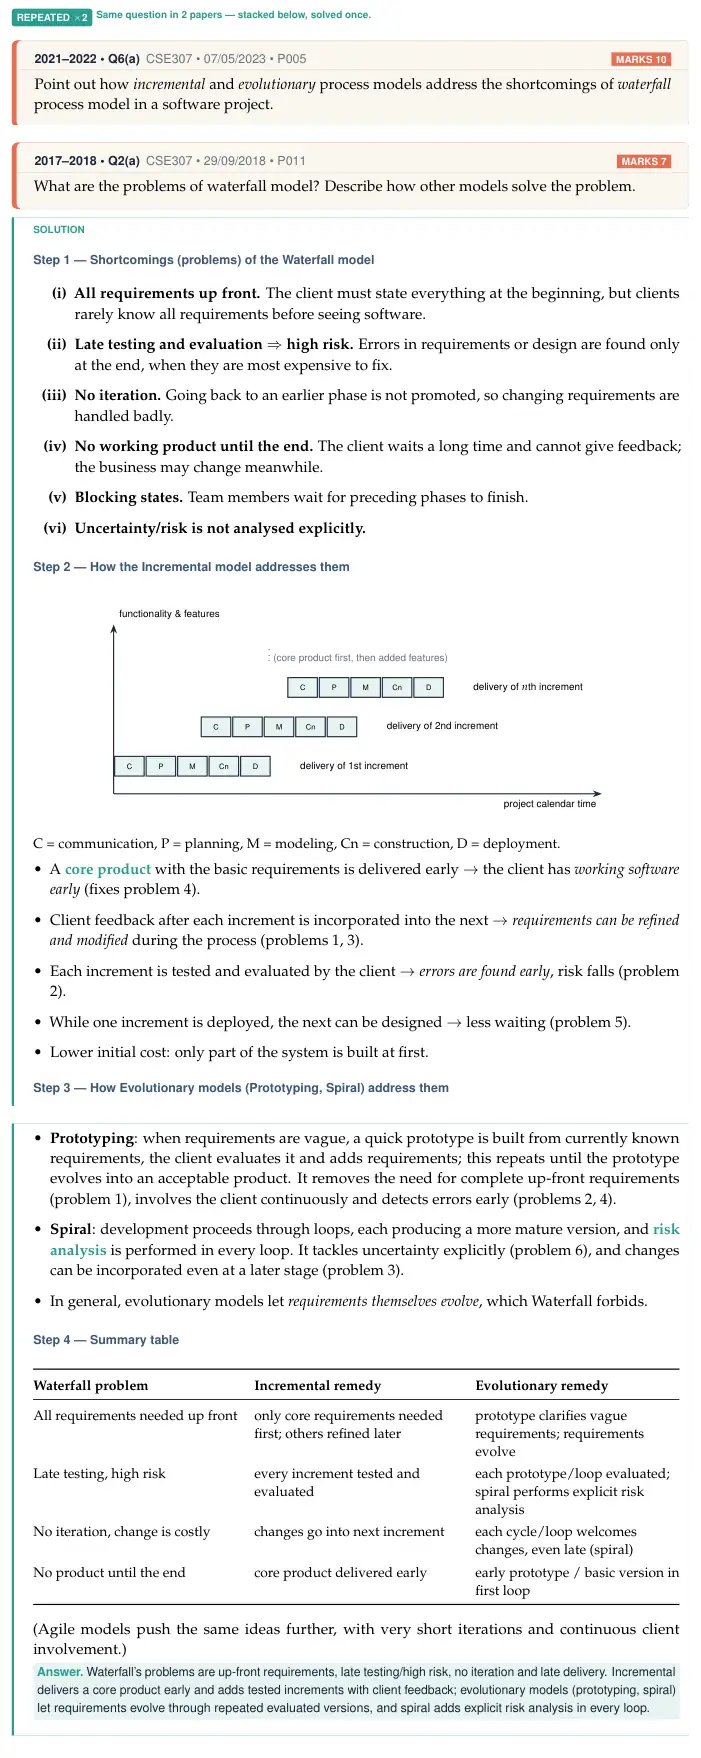 REPEATED ×2 Same question in 2 papers — stacked below, solved once.
2021–2022 • Q6(a) CSE307 • 07/05/2023 • P005 MARKS 10
Point out how incremental and evolutionary process models address the shortcomings of waterfall
process model in a software project.
2017–2018 • Q2(a) CSE307 • 29/09/2018 • P011 MARKS 7
What are the problems of waterfall model? Describe how other models solve the problem.
SOLUTION
Step 1 — Shortcomings (problems) of the Waterfall model
(i) All requirements up front. The client must state everything at the beginning, but clients
rarely know all requirements before seeing software.
(ii) Late testing and evaluation ⇒ high risk. Errors in requirements or design are found only
at the end, when they are most expensive to fix.
(iii) No iteration. Going back to an earlier phase is not promoted, so changing requirements are
handled badly.
(iv) No working product until the end. The client waits a long time and cannot give feedback;
the business may change meanwhile.
(v) Blocking states. Team members wait for preceding phases to finish.
(vi) Uncertainty/risk is not analysed explicitly.
Step 2 — How the Incremental model addresses them
functionality & features
⋮ (core product first, then added features)
C P M Cn D delivery of nth increment
C P M Cn D delivery of 2nd increment
C P M Cn D delivery of 1st increment
project calendar time
C = communication, P = planning, M = modeling, Cn = construction, D = deployment.
• A core product with the basic requirements is delivered early → the client has working software
early (fixes problem 4).
• Client feedback after each increment is incorporated into the next → requirements can be refined
and modified during the process (problems 1, 3).
• Each increment is tested and evaluated by the client → errors are found early, risk falls (problem
2).
• While one increment is deployed, the next can be designed → less waiting (problem 5).
• Lower initial cost: only part of the system is built at first.
Step 3 — How Evolutionary models (Prototyping, Spiral) address them
• Prototyping: when requirements are vague, a quick prototype is built from currently known
requirements, the client evaluates it and adds requirements; this repeats until the prototype
evolves into an acceptable product. It removes the need for complete up-front requirements
(problem 1), involves the client continuously and detects errors early (problems 2, 4).
• Spiral: development proceeds through loops, each producing a more mature version, and risk
analysis is performed in every loop. It tackles uncertainty explicitly (problem 6), and changes
can be incorporated even at a later stage (problem 3).
• In general, evolutionary models let requirements themselves evolve, which Waterfall forbids.
Step 4 — Summary table
Waterfall problem Incremental remedy Evolutionary remedy
All requirements needed up front only core requirements needed prototype clarifies vague
first; others refined later requirements; requirements
evolve
Late testing, high risk every increment tested and each prototype/loop evaluated;
evaluated spiral performs explicit risk
analysis
No iteration, change is costly changes go into next increment each cycle/loop welcomes
changes, even late (spiral)
No product until the end core product delivered early early prototype / basic version in
first loop
(Agile models push the same ideas further, with very short iterations and continuous client
involvement.)
Answer. Waterfall's problems are up-front requirements, late testing/high risk, no iteration and late delivery. Incremental
delivers a core product early and adds tested increments with client feedback; evolutionary models (prototyping, spiral)
let requirements evolve through repeated evaluated versions, and spiral adds explicit risk analysis in every loop.